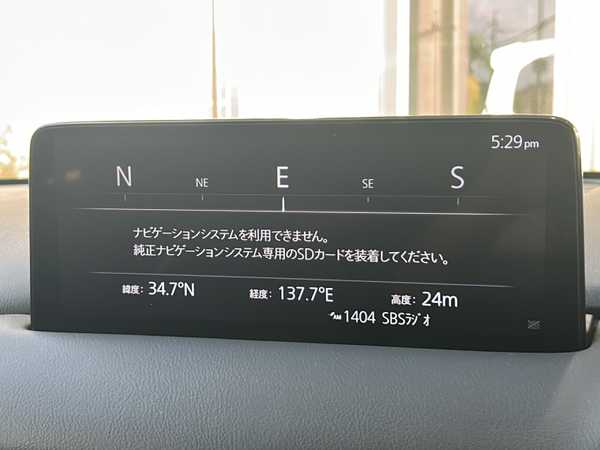 5:29 pm
N NE E SE S
ナビゲーションシステムを利用できません。
純正ナビゲーションシステム専用のSDカードを装着してください。
緯度: 34.7°N 経度: 137.7°E 高度: 24m
AM 1404 SBSﾗｼﾞｵ